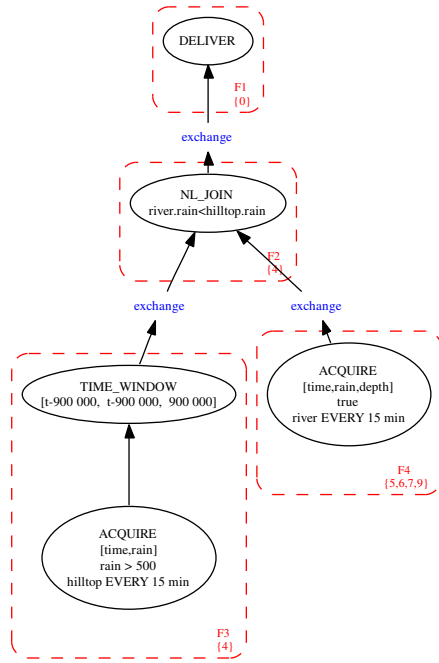 DELIVER
F1
{0}
exchange
NL_JOIN
river.rain<hilltop.rain
F2
{4}
exchange
exchange
TIME_WINDOW
[t-900 000, t-900 000, 900 000]
ACQUIRE
[time,rain,depth]
true
river EVERY 15 min
F4
{5,6,7,9}
ACQUIRE
[time,rain]
rain > 500
hilltop EVERY 15 min
F3
{4}